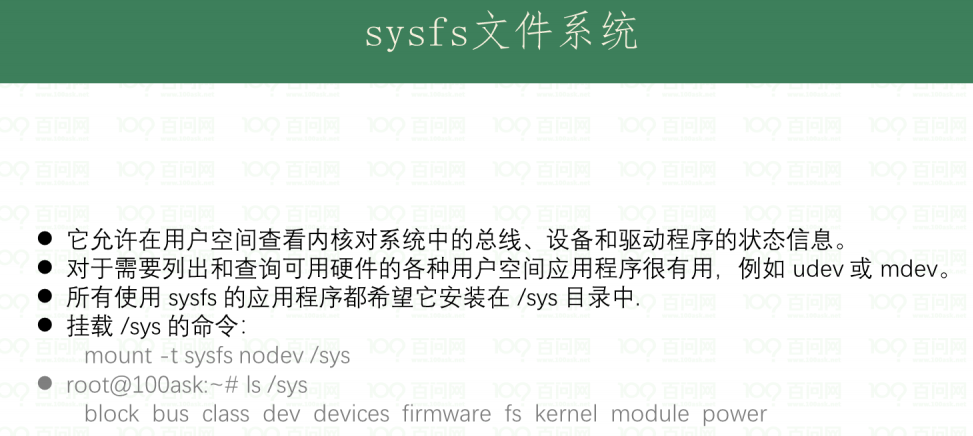 sysfs文件系统
● 它允许在用户空间查看内核对系统中的总线、设备和驱动程序的状态信息。
● 对于需要列出和查询可用硬件的各种用户空间应用程序很有用，例如 udev 或 mdev。
● 所有使用 sysfs 的应用程序都希望它安装在 /sys 目录中.
● 挂载 /sys 的命令：
mount -t sysfs nodev /sys
● root@100ask:~# ls /sys
block bus class dev devices firmware fs kernel module power